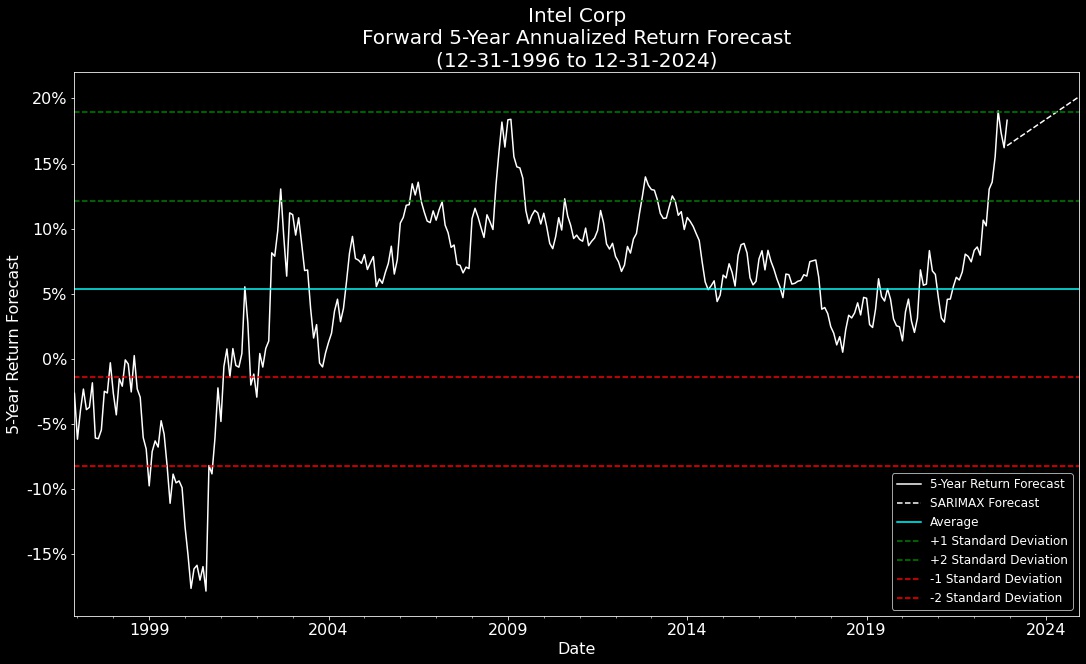 Intel Corp
Forward 5-Year Annualized Return Forecast
(12-31-1996 to 12-31-2024)
20%
15%
10%
5%
0%
-5%
-10%
-15%
5-Year Return Forecast
5-Year Return Forecast
SARIMAX Forecast
Average
+1 Standard Deviation
+2 Standard Deviation
-1 Standard Deviation
-2 Standard Deviation
1999
2004
2009
2014
2019
2024
Date